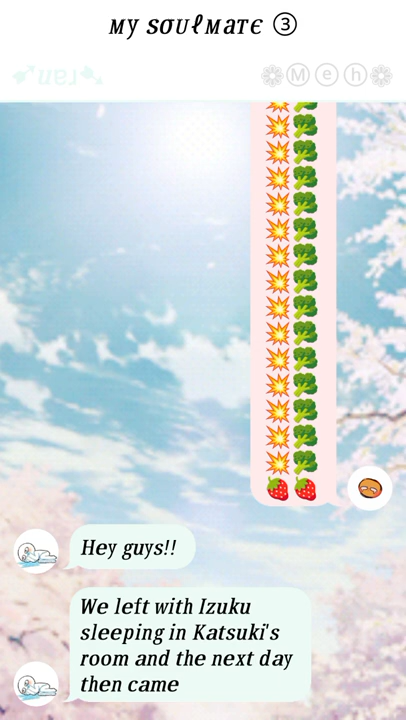 My soulmate ③
ɹɐn
Ⓜⓔⓗ
Hey guys!!
We left with Izuku
sleeping in Katsuki's
room and the next day
then came